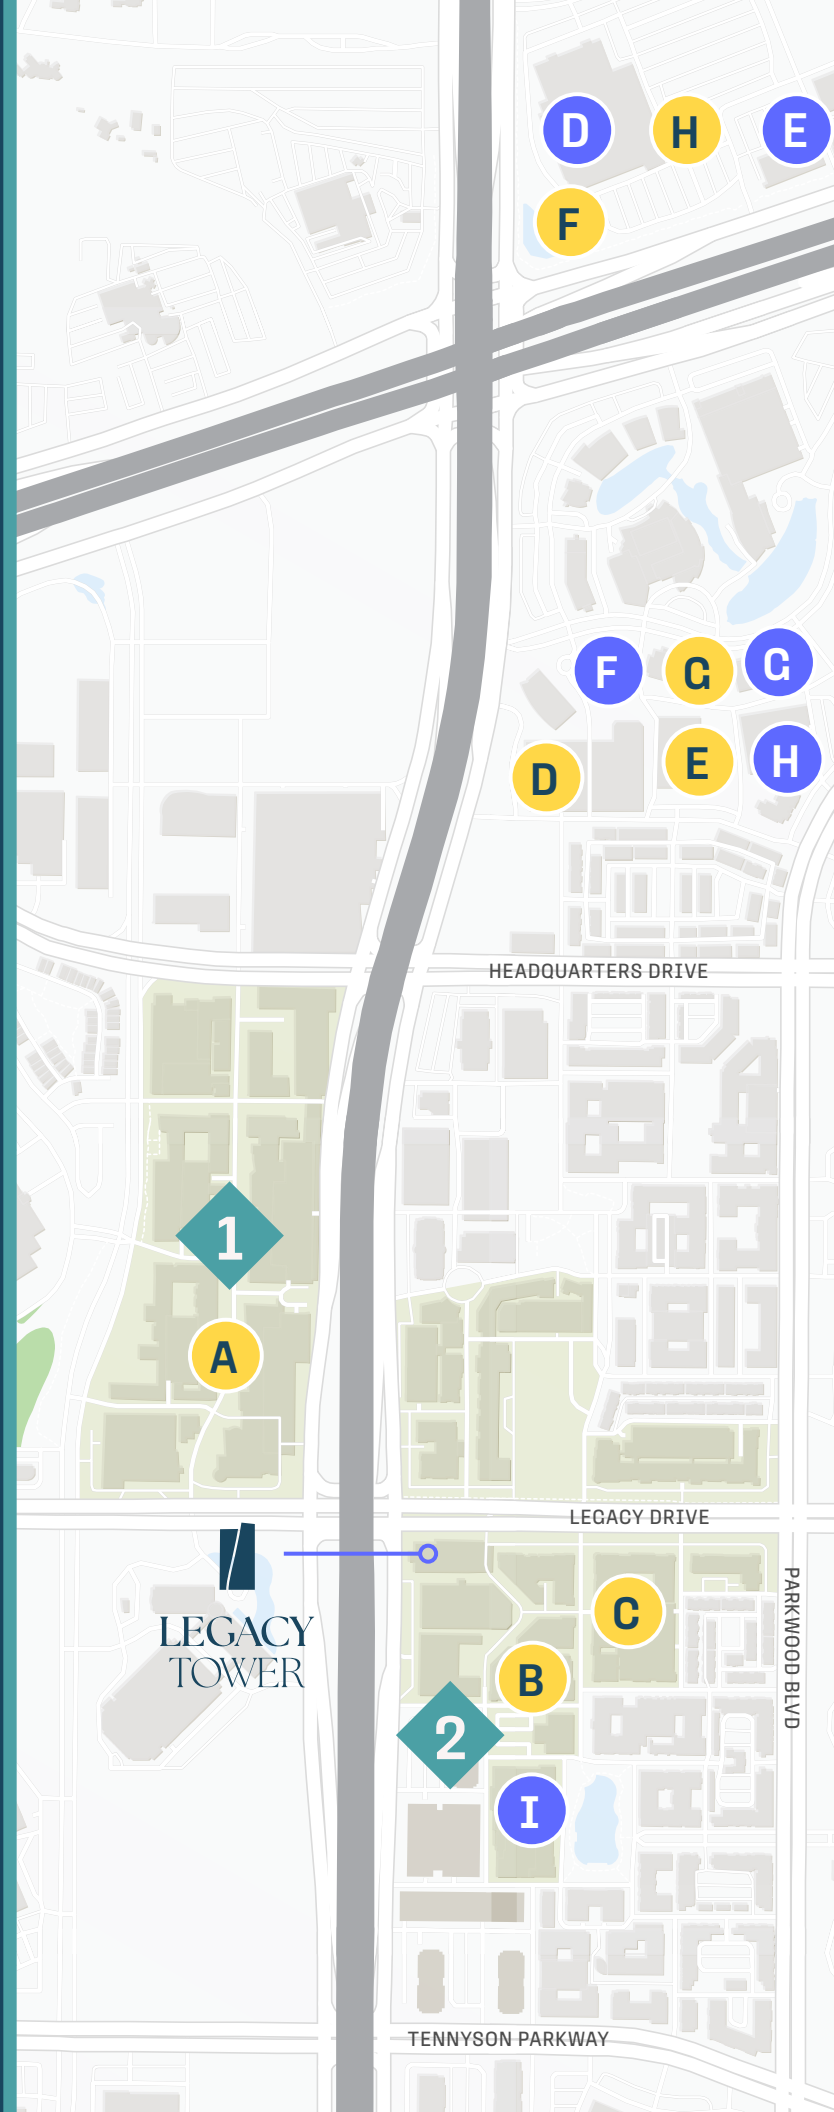 D
H
E
F
F
G
G
D
E
H
HEADQUARTERS DRIVE
1
A
LEGACY DRIVE
LEGACY
TOWER
PARKWOOD BLVD
C
B
2
I
TENNYSON PARKWAY